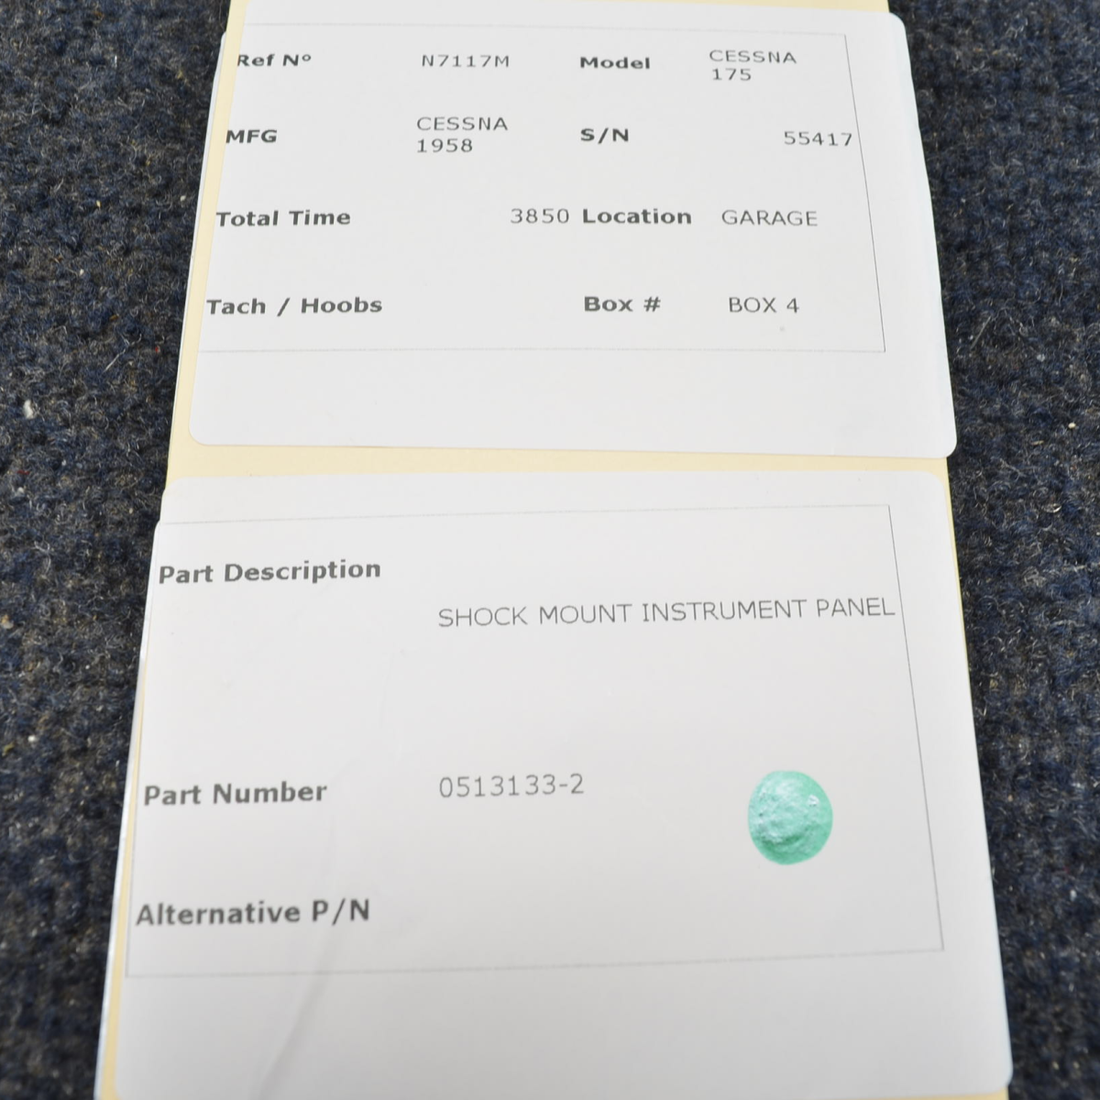 Ref Nº N7117M Model CESSNA
175
MFG CESSNA S/N 55417
1958
Total Time 3850 Location GARAGE
Tach / Hoobs Box # BOX 4
Part Description
SHOCK MOUNT INSTRUMENT PANEL
Part Number 0513133-2
Alternative P/N